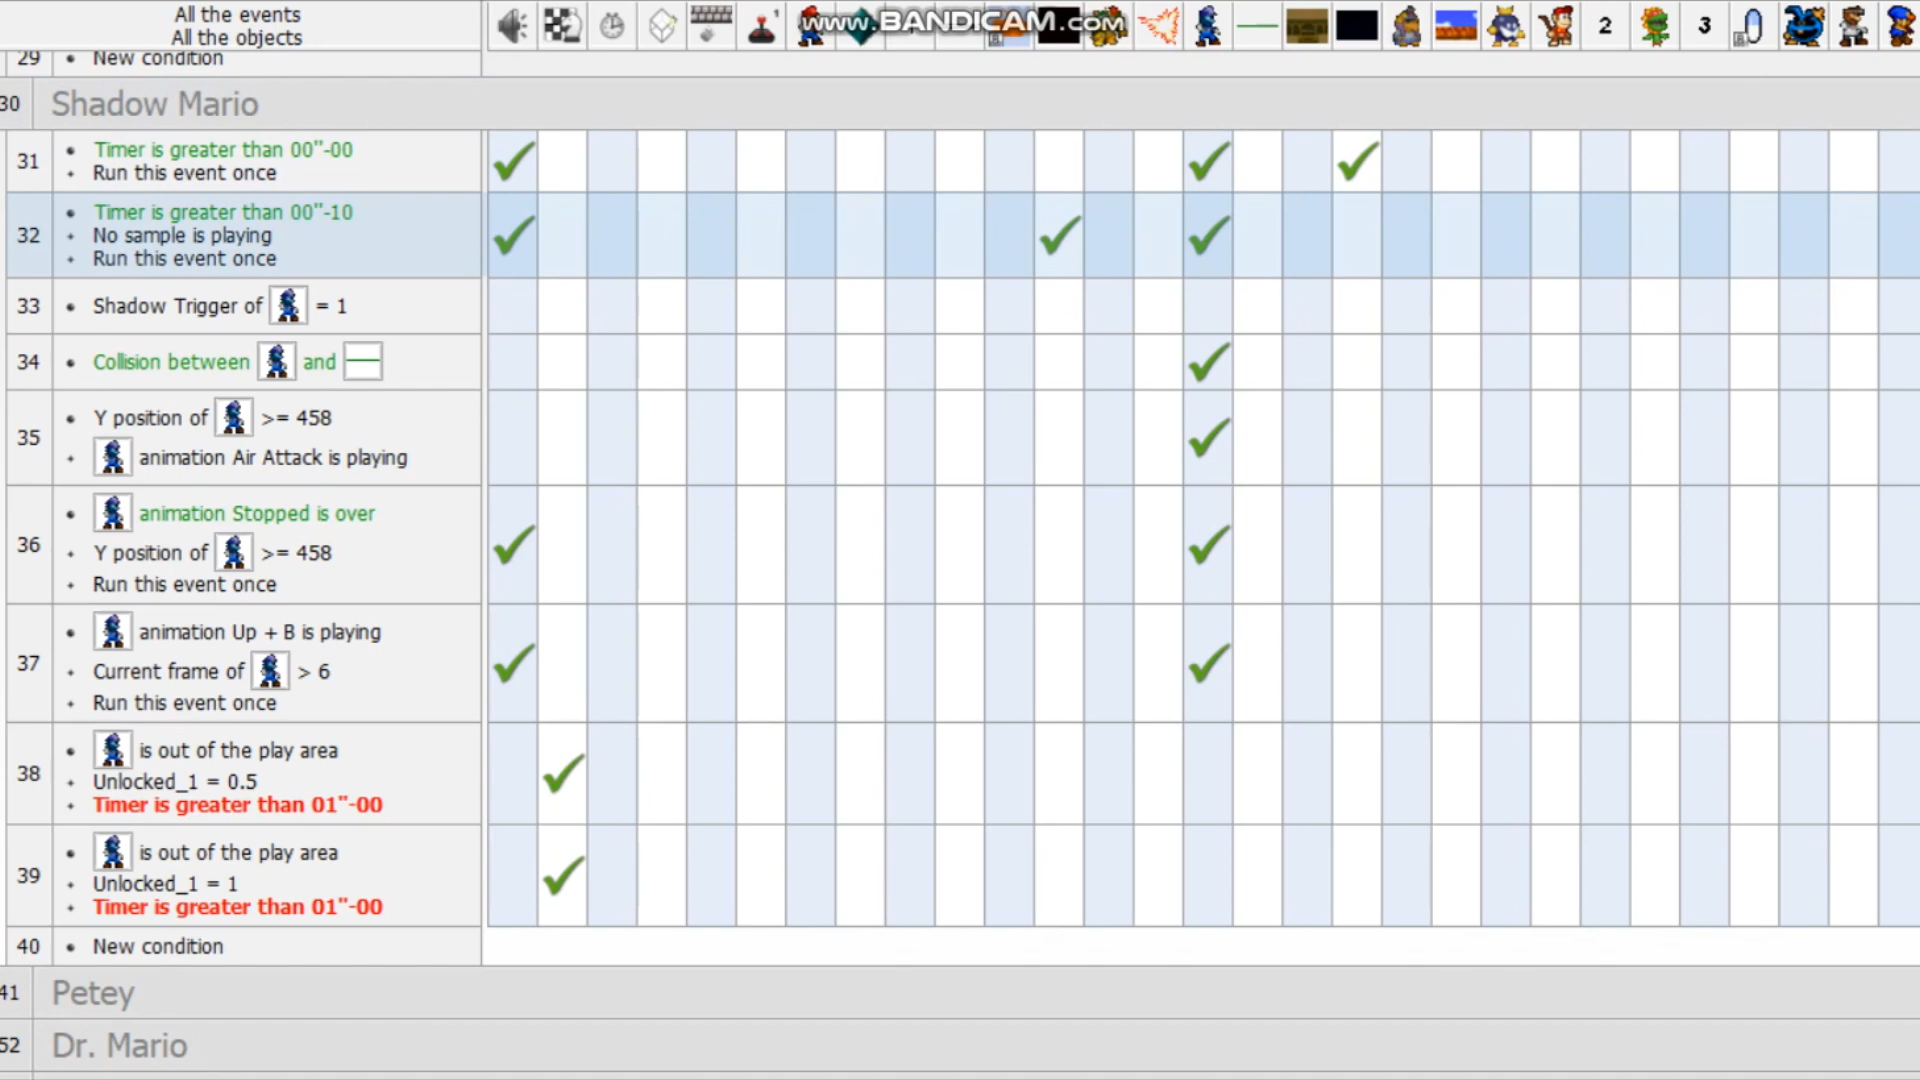 All the events
All the objects
www.BANDICAM.com
2
3
29 New condition
30 Shadow Mario
31 Timer is greater than 00"-00
Run this event once
32 Timer is greater than 00"-10
No sample is playing
Run this event once
33 Shadow Trigger of = 1
34 Collision between and
35 Y position of >= 458
animation Air Attack is playing
36 animation Stopped is over
Y position of >= 458
Run this event once
37 animation Up + B is playing
Current frame of > 6
Run this event once
38 is out of the play area
Unlocked_1 = 0.5
Timer is greater than 01"-00
39 is out of the play area
Unlocked_1 = 1
Timer is greater than 01"-00
40 New condition
41 Petey
52 Dr. Mario